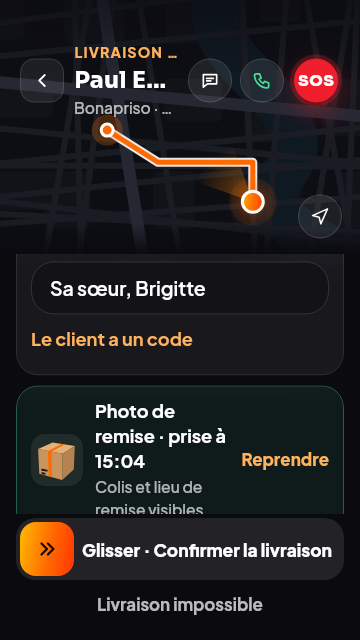 LIVRAISON ...
Paul E...
Bonapriso · ...
SOS
Sa sœur, Brigitte
Le client a un code
Photo de
remise · prise à
15:04
Reprendre
Colis et lieu de
remise visibles
Glisser · Confirmer la livraison
Livraison impossible